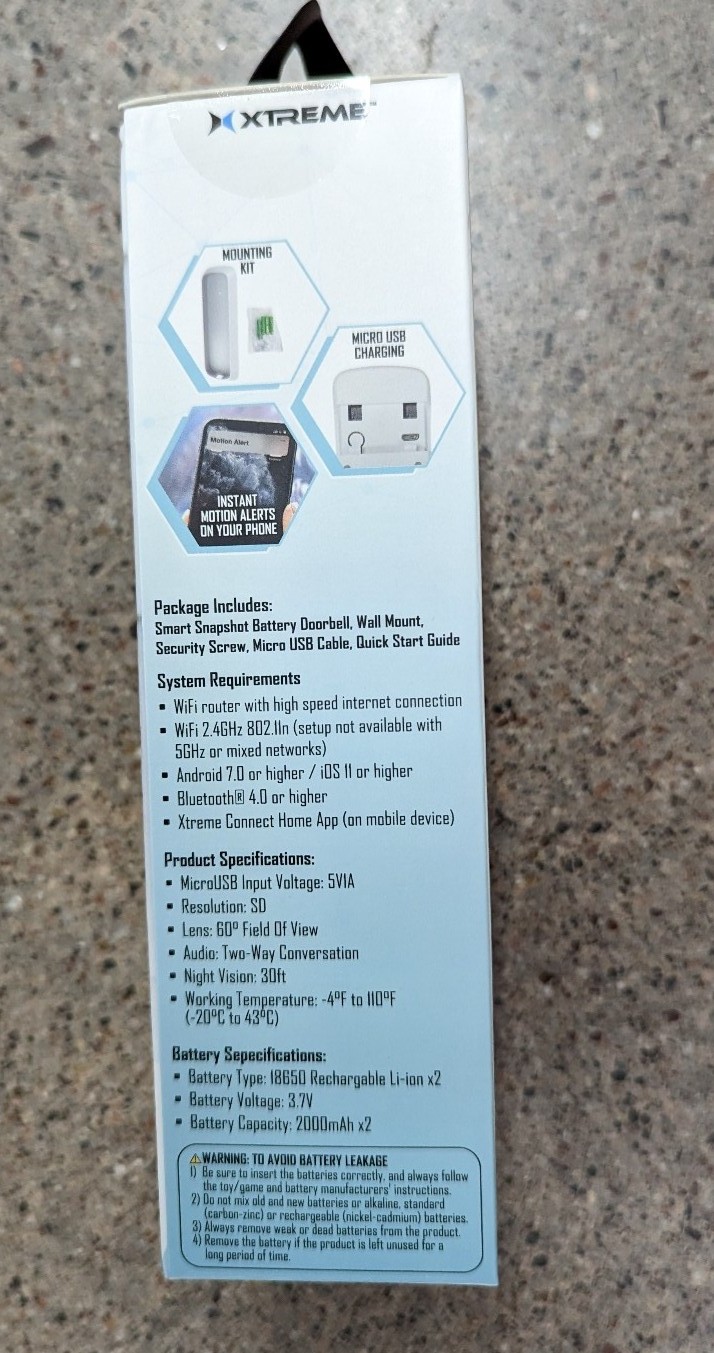 XTREME™
MOUNTING
KIT
MICRO USB
CHARGING
Motion Alert
INSTANT
MOTION ALERTS
ON YOUR PHONE
Package Includes:
Smart Snapshot Battery Doorbell, Wall Mount,
Security Screw, Micro USB Cable, Quick Start Guide
System Requirements
▪ WiFi router with high speed internet connection
▪ WiFi 2.4GHz 802.11n (setup not available with
5GHz or mixed networks)
▪ Android 7.0 or higher / iOS 11 or higher
▪ Bluetooth® 4.0 or higher
▪ Xtreme Connect Home App (on mobile device)
Product Specifications:
▪ MicroUSB Input Voltage: 5V1A
▪ Resolution: SD
▪ Lens: 60º Field Of View
▪ Audio: Two-Way Conversation
▪ Night Vision: 30ft
▪ Working Temperature: -4ºF to 110ºF
(-20ºC to 43ºC)
Battery Sepecifications:
▪ Battery Type: 18650 Rechargable Li-ion x2
▪ Battery Voltage: 3.7V
▪ Battery Capacity: 2000mAh x2
⚠WARNING: TO AVOID BATTERY LEAKAGE
1) Be sure to insert the batteries correctly, and always follow
the toy/game and battery manufacturers' instructions.
2) Do not mix old and new batteries or alkaline, standard
(carbon-zinc) or rechargeable (nickel-cadmium) batteries.
3) Always remove weak or dead batteries from the product.
4) Remove the battery if the product is left unused for a
long period of time.